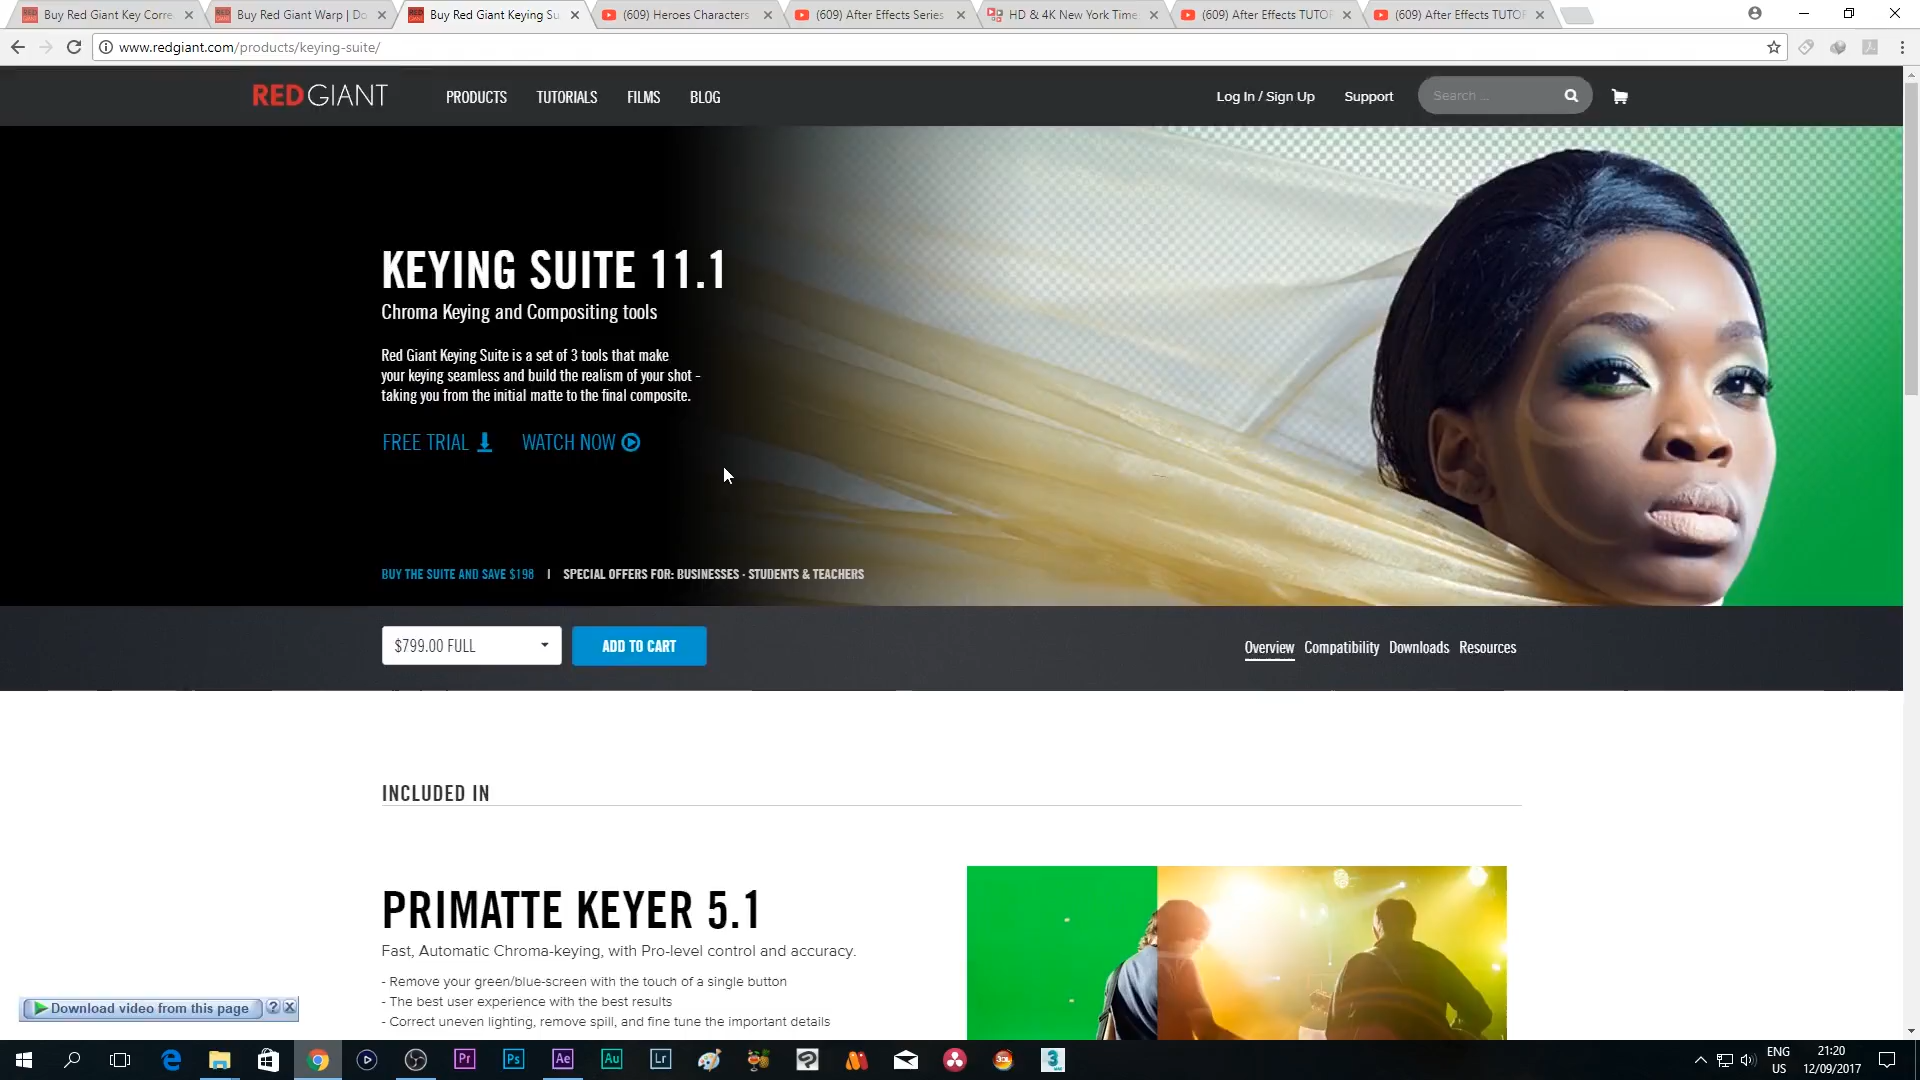 Buy Red Giant Key Corre
Buy Red Giant Warp | Do
Buy Red Giant Keying Su
(609) Heroes Characters
(609) After Effects Series
HD & 4K New York Time
(609) After Effects TUTOR
(609) After Effects TUTOR
www.redgiant.com/products/keying-suite/
REDGIANT
PRODUCTS
TUTORIALS
FILMS
BLOG
Log In / Sign Up
Support
Search ...
KEYING SUITE 11.1
Chroma Keying and Compositing tools
Red Giant Keying Suite is a set of 3 tools that make
your keying seamless and build the realism of your shot -
taking you from the initial matte to the final composite.
FREE TRIAL
WATCH NOW
BUY THE SUITE AND SAVE $198 | SPECIAL OFFERS FOR: BUSINESSES - STUDENTS & TEACHERS
$799.00 FULL
ADD TO CART
Overview
Compatibility
Downloads
Resources
INCLUDED IN
PRIMATTE KEYER 5.1
Fast, Automatic Chroma-keying, with Pro-level control and accuracy.
- Remove your green/blue-screen with the touch of a single button
- The best user experience with the best results
- Correct uneven lighting, remove spill, and fine tune the important details
Download video from this page
?
Pr
Ps
Ae
Au
Lr
3
ENG
US
21:20
12/09/2017